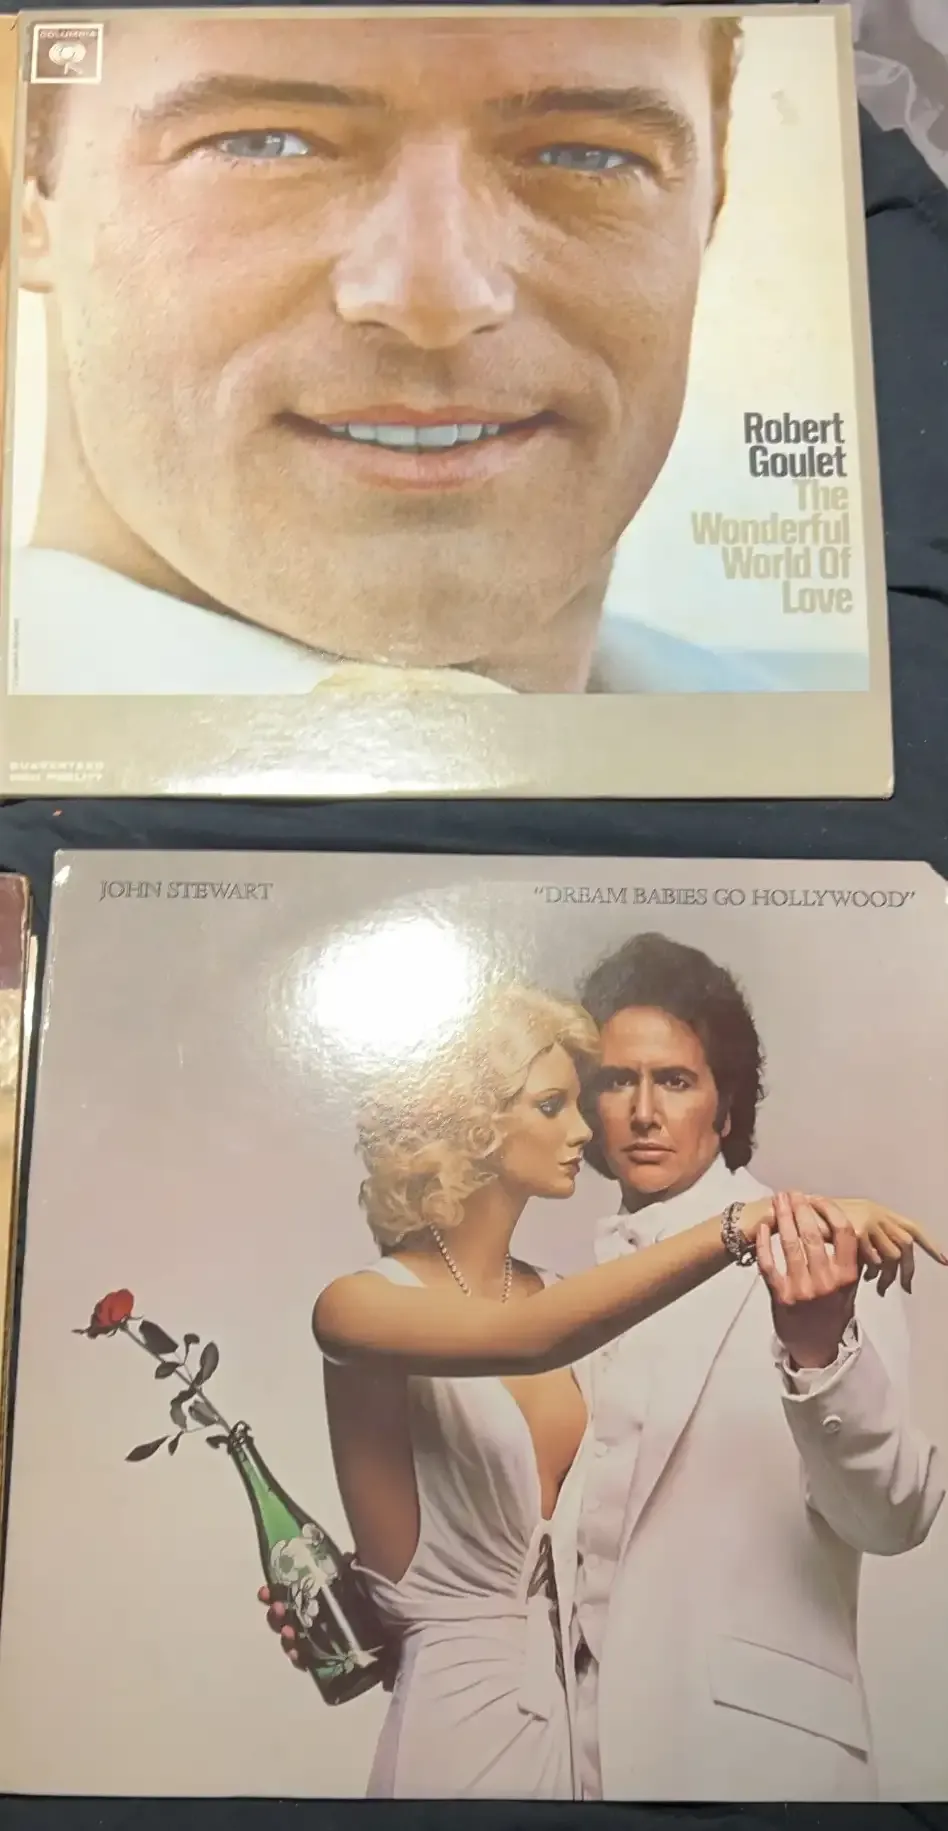 COLUMBIA
Robert
Goulet
The
Wonderful
World Of
Love
GUARANTEED
HIGH FIDELITY
JOHN STEWART
"DREAM BABIES GO HOLLYWOOD"